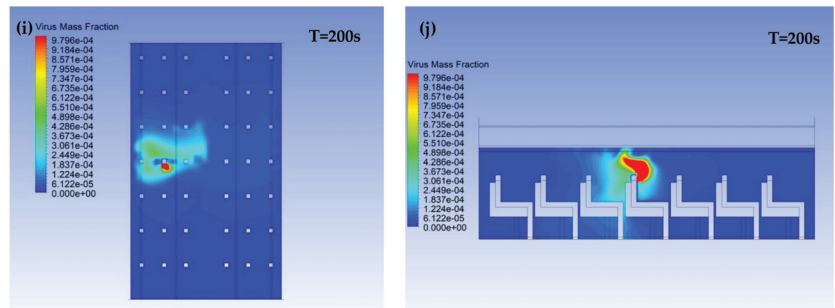 (i)
Virus Mass Fraction
T=200s
9.796e-04
9.184e-04
8.571e-04
7.959e-04
7.347e-04
6.735e-04
6.122e-04
5.510e-04
4.898e-04
4.286e-04
3.673e-04
3.061e-04
2.449e-04
1.837e-04
1.224e-04
6.122e-05
0.000e+00
(j)
T=200s
Virus Mass Fraction
9.796e-04
9.184e-04
8.571e-04
7.959e-04
7.347e-04
6.735e-04
6.122e-04
5.510e-04
4.898e-04
4.286e-04
3.673e-04
3.061e-04
2.449e-04
1.837e-04
1.224e-04
6.122e-05
0.000e+00